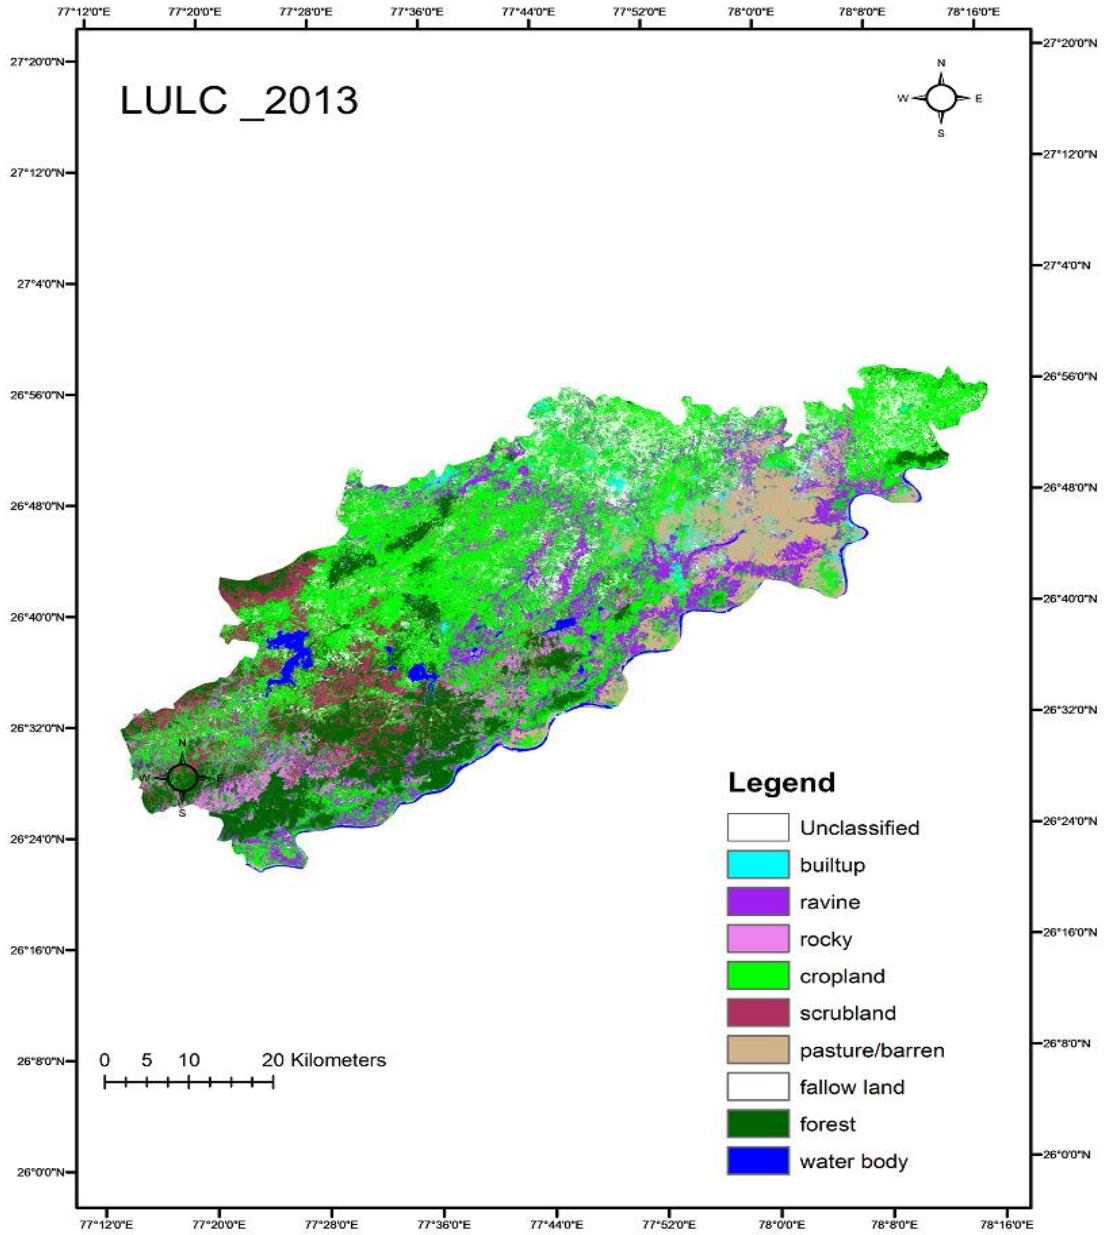 77°12'0"E 77°20'0"E 77°28'0"E 77°36'0"E 77°44'0"E 77°52'0"E 78°0'0"E 78°8'0"E 78°16'0"E
27°20'0"N 27°20'0"N
N
LULC _2013
W E
S
27°12'0"N 27°12'0"N
27°4'0"N 27°4'0"N
26°56'0"N 26°56'0"N
26°48'0"N 26°48'0"N
26°40'0"N 26°40'0"N
26°32'0"N 26°32'0"N
N
W E
S
26°24'0"N 26°24'0"N
Legend
Unclassified
builtup
ravine
rocky
cropland
scrubland
pasture/barren
fallow land
forest
water body
26°16'0"N 26°16'0"N
26°8'0"N 26°8'0"N
0 5 10 20 Kilometers
26°0'0"N 26°0'0"N
77°12'0"E 77°20'0"E 77°28'0"E 77°36'0"E 77°44'0"E 77°52'0"E 78°0'0"E 78°8'0"E 78°16'0"E